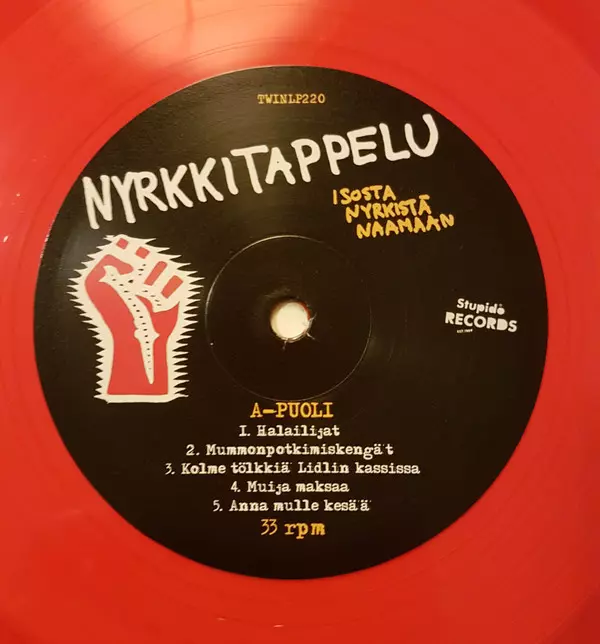 TWINLP220
NYRKKITAPPELU
ISOSTA
NYRKISTÄ
NAAMAAN
Stupido
RECORDS
A-PUOLI
1. Halailijat
2. Mummonpotkimiskengät
3. Kolme tölkkiä Lidlin kassissa
4. Muija maksaa
5. Anna mulle kesää
33 rpm